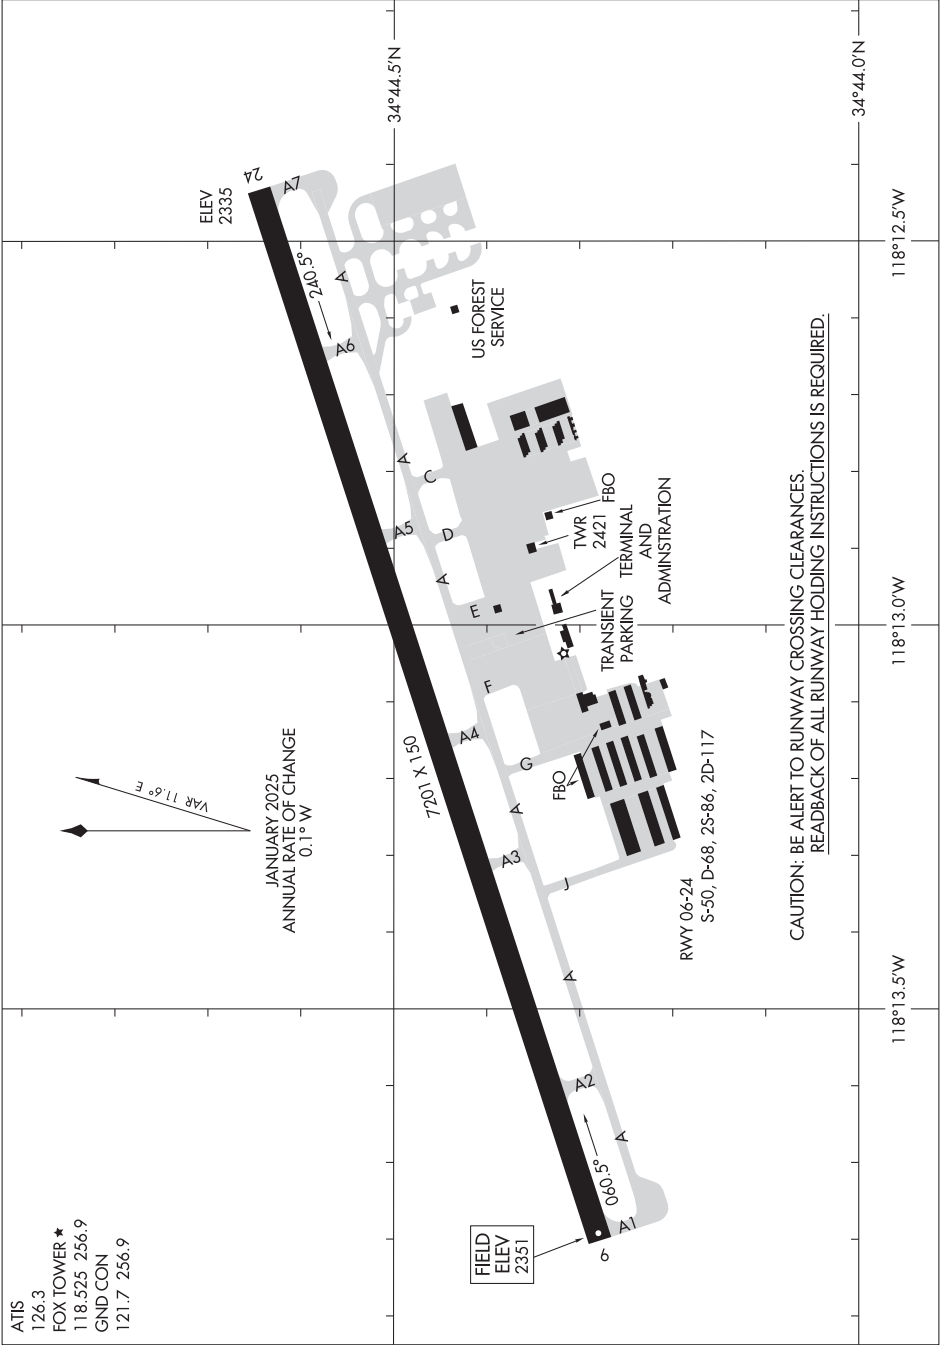 ATIS
126.3
FOX TOWER ★
118.525 256.9
GND CON
121.7 256.9
JANUARY 2025
ANNUAL RATE OF CHANGE
0.1° W
VAR 11.6° E
ELEV
2335
24
A7
240.5°
A
A6
34°44.5'N
34°44.0'N
US FOREST
SERVICE
A
C
A5
D
A
E
FBO
TWR
2421
TERMINAL
AND
ADMINSTRATION
TRANSIENT
PARKING
F
A4
7201 X 150
G
FBO
A
A3
J
A
A2
060.5°
A
A1
6
FIELD
ELEV
2351
RWY 06-24
S-50, D-68, 2S-86, 2D-117
CAUTION: BE ALERT TO RUNWAY CROSSING CLEARANCES.
READBACK OF ALL RUNWAY HOLDING INSTRUCTIONS IS REQUIRED.
118°13.5'W
118°13.0'W
118°12.5'W